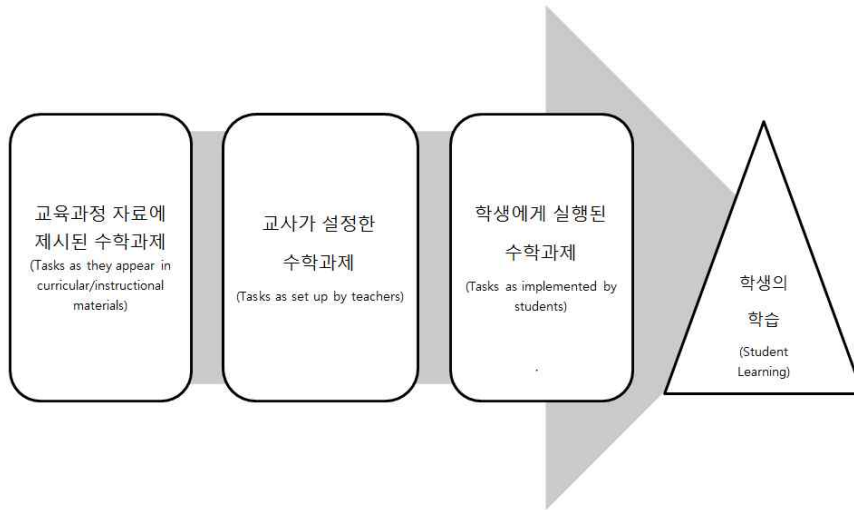 교육과정 자료에
제시된 수학과제
(Tasks as they appear in
curricular/instructional
materials)
교사가 설정한
수학과제
(Tasks as set up by teachers)
학생에게 실행된
수학과제
(Tasks as implemented by
students)
.
학생의
학습
(Student
Learning)